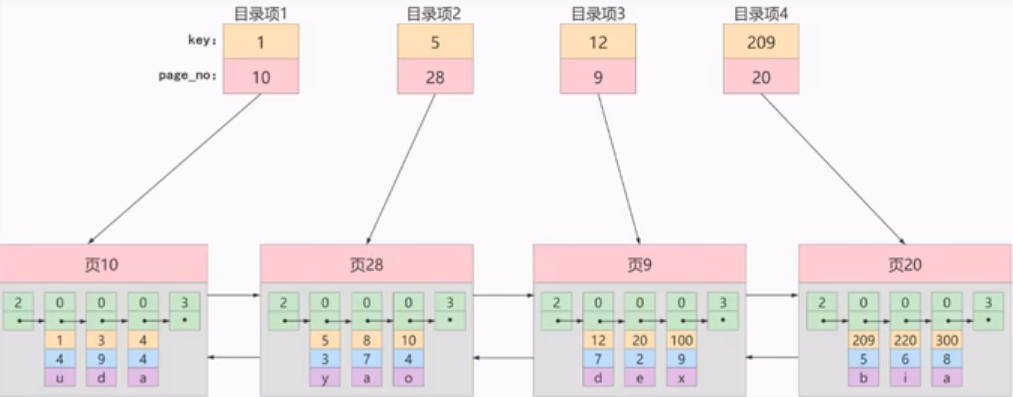 目录项1 目录项2 目录项3 目录项4
key: 1 5 12 209
page_no: 10 28 9 20
页10 页28 页9 页20
2 0 0 0 3 2 0 0 0 3 2 0 0 0 3 2 0 0 0 3
1 3 4 5 8 10 12 20 100 209 220 300
4 9 4 3 7 4 7 2 9 5 6 8
u d a y a o d e x b i a